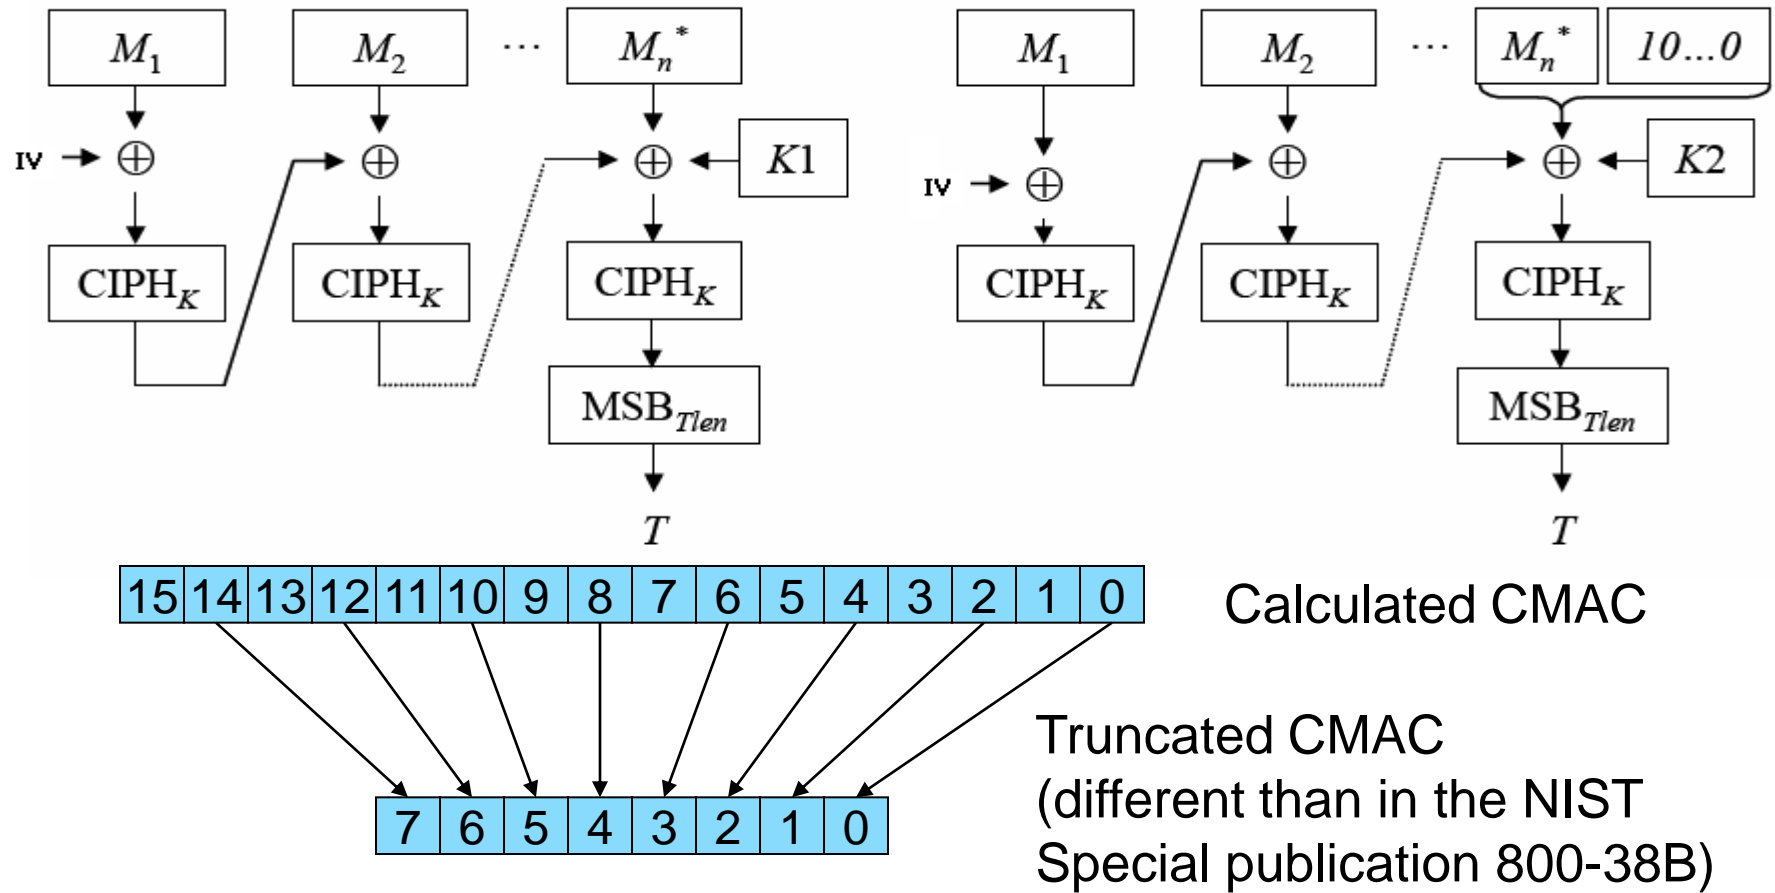 M1 M2 ... Mn* M1 M2 ... Mn* 10...0
IV K1 IV K2
CIPHK CIPHK CIPHK CIPHK CIPHK CIPHK
MSBTlen MSBTlen
T T
15 14 13 12 11 10 9 8 7 6 5 4 3 2 1 0 Calculated CMAC
Truncated CMAC
7 6 5 4 3 2 1 0 (different than in the NIST
Special publication 800-38B)